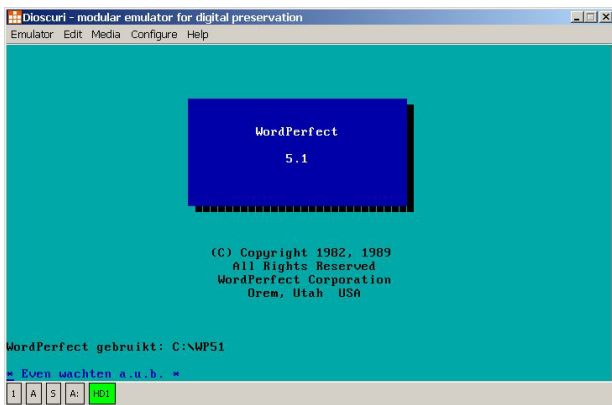 Dioscuri - modular emulator for digital preservation
Emulator Edit Media Configure Help
WordPerfect
5.1
(C) Copyright 1982, 1989
All Rights Reserved
WordPerfect Corporation
Orem, Utah USA
WordPerfect gebruikt: C:\WP51
* Even wachten a.u.b. *
1 A S A: HD1